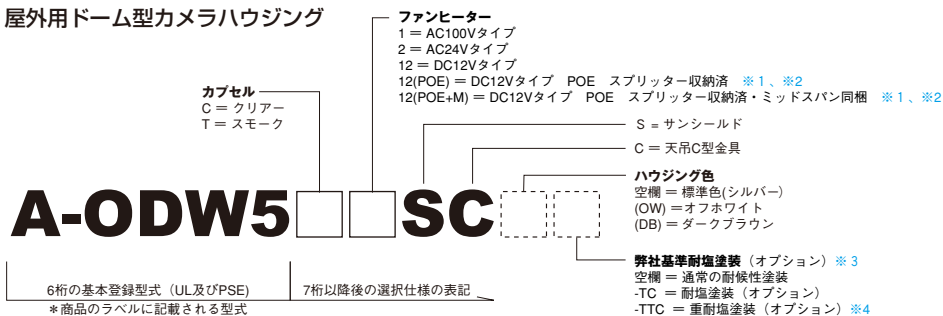 屋外用ドーム型カメラハウジング
ファンヒーター
1 = AC100Vタイプ
2 = AC24Vタイプ
12 = DC12Vタイプ
12(POE) = DC12Vタイプ POE スプリッター収納済 ※1、※2
12(POE+M) = DC12Vタイプ POE スプリッター収納済・ミッドスパン同梱 ※1、※2
カプセル
C = クリアー
T = スモーク
S = サンシールド
C = 天吊C型金具
ハウジング色
空欄 = 標準色(シルバー)
(OW) = オフホワイト
(DB) = ダークブラウン
A-ODW5□□SC□□
弊社基準耐塩塗装(オプション)※3
空欄 = 通常の耐候性塗装
-TC = 耐塩塗装(オプション)
-TTC = 重耐塩塗装(オプション)※4
6桁の基本登録型式(UL及びPSE)
7桁以降後の選択仕様の表記
*商品のラベルに記載される型式